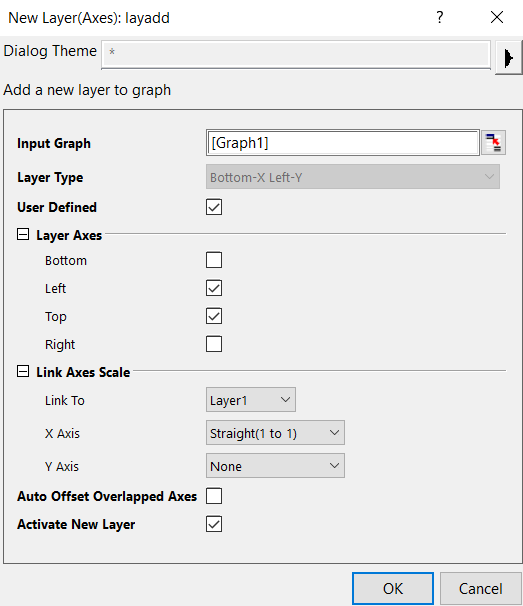 New Layer(Axes): layadd ?
Dialog Theme *
Add a new layer to graph
Input Graph [Graph1]
Layer Type Bottom-X Left-Y
User Defined
Layer Axes
Bottom
Left
Top
Right
Link Axes Scale
Link To Layer1
X Axis Straight(1 to 1)
Y Axis None
Auto Offset Overlapped Axes
Activate New Layer
OK Cancel